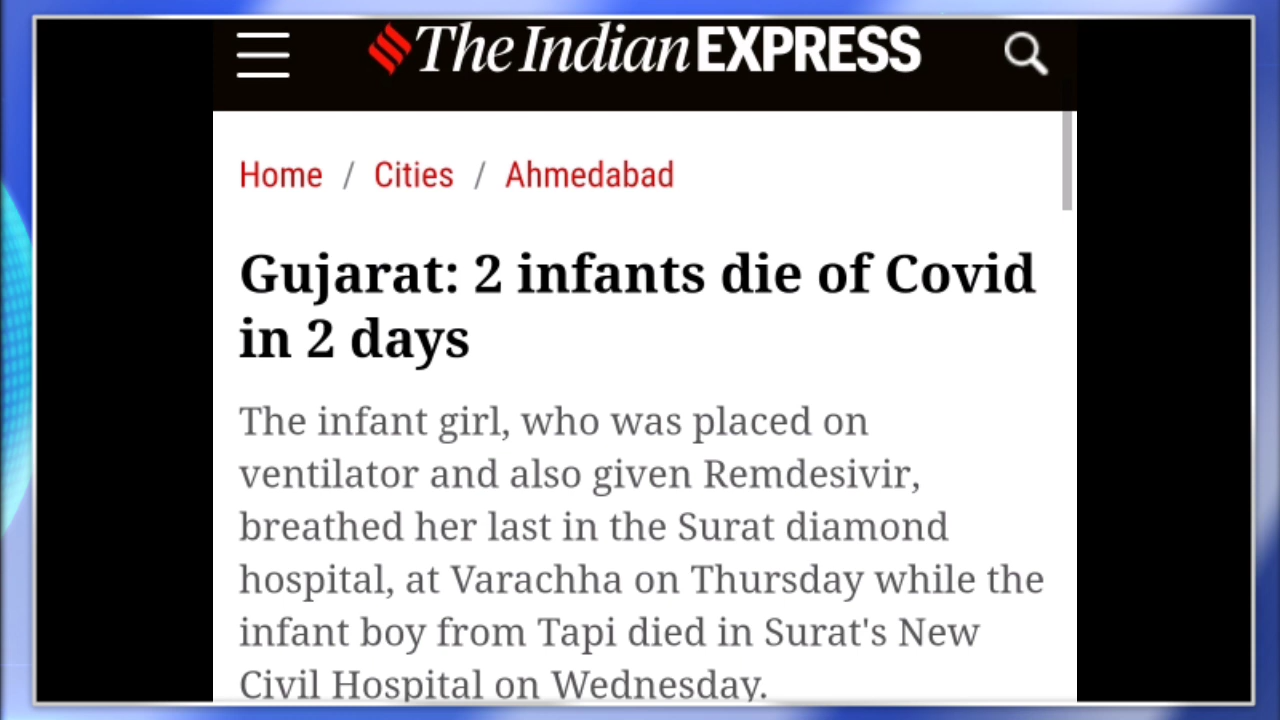 The Indian EXPRESS
Home / Cities / Ahmedabad
Gujarat: 2 infants die of Covid
in 2 days
The infant girl, who was placed on
ventilator and also given Remdesivir,
breathed her last in the Surat diamond
hospital, at Varachha on Thursday while the
infant boy from Tapi died in Surat's New
Civil Hospital on Wednesday.